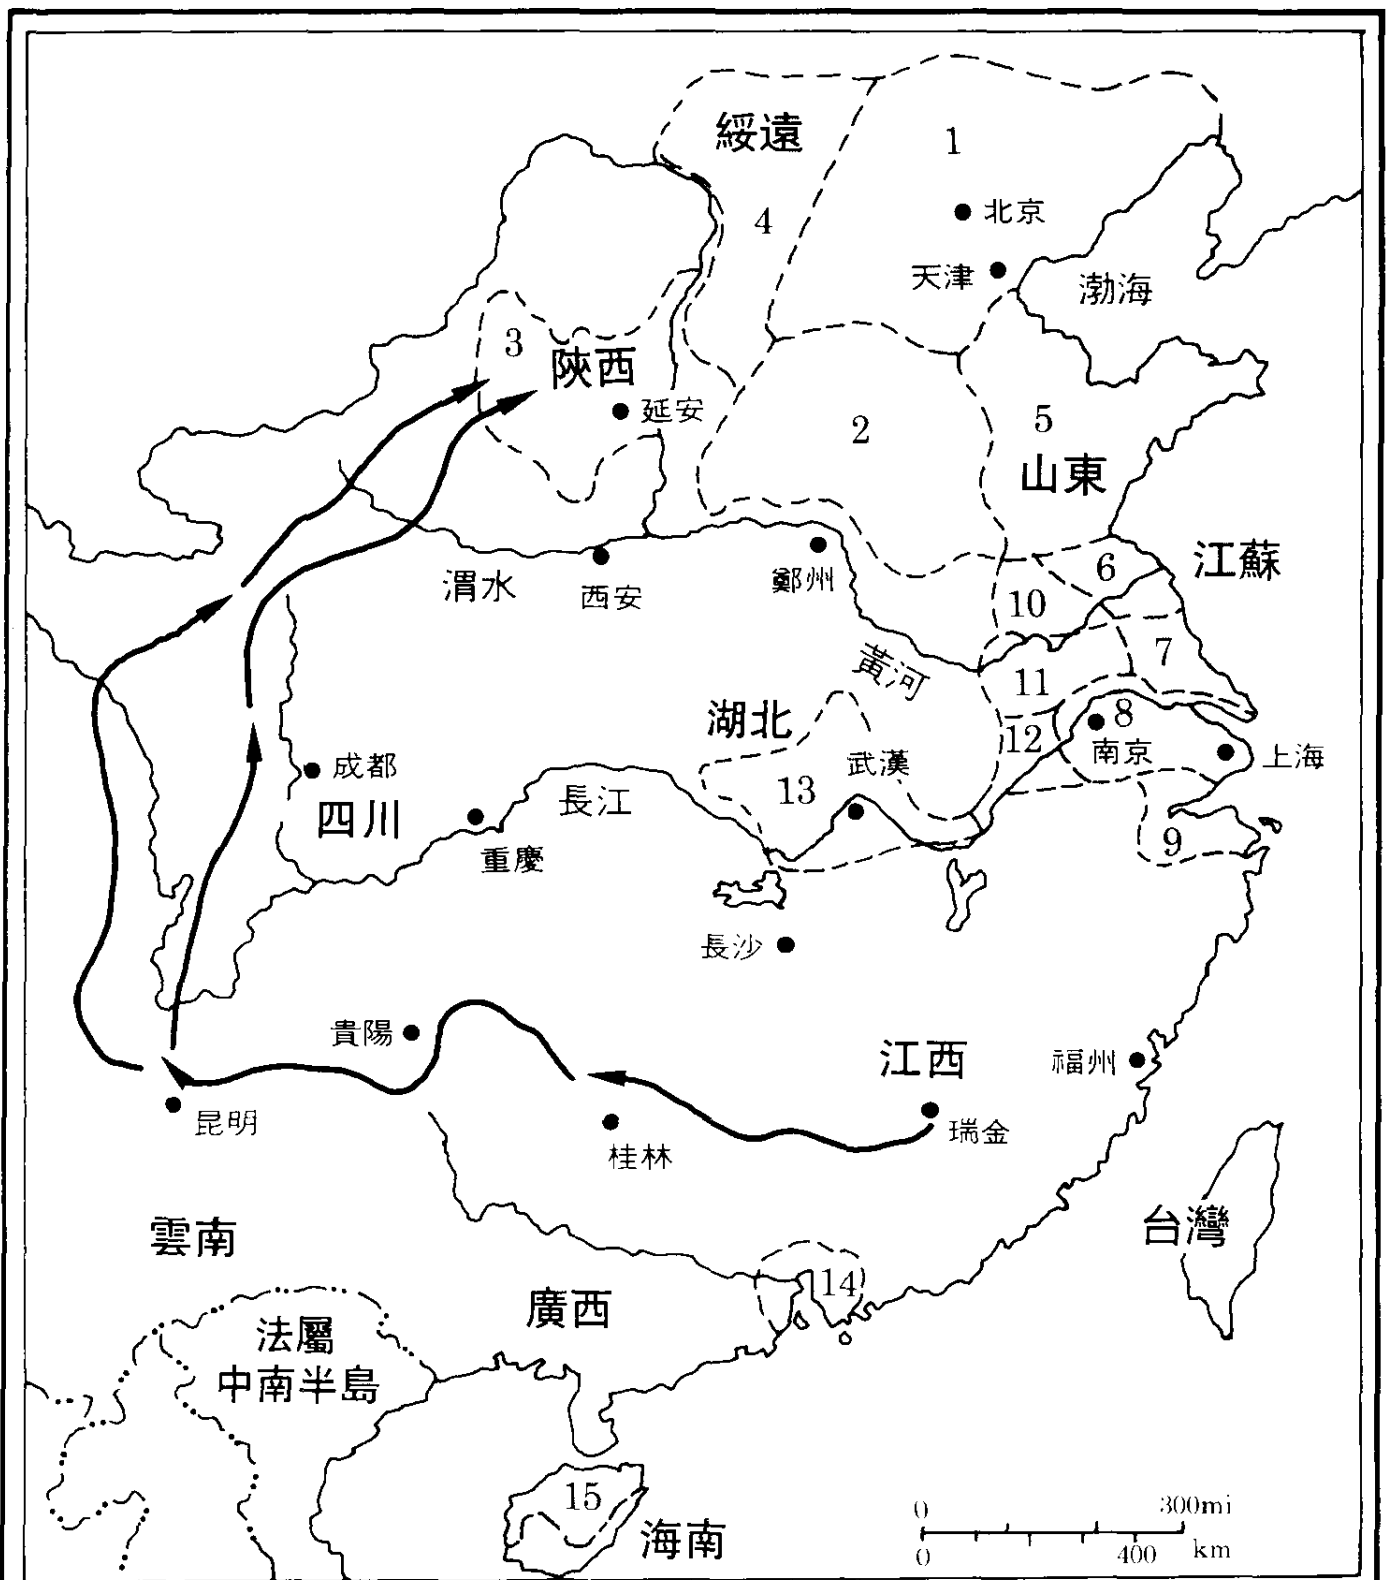 綏遠
1
4
北京
天津
渤海
3
陝西
延安
2
5
山東
江蘇
6
渭水
西安
鄭州
10
7
黃河
11
湖北
8
12
南京
上海
成都
武漢
13
長江
四川
重慶
9
長沙
貴陽
江西
福州
昆明
瑞金
桂林
雲南
台灣
14
廣西
法屬
中南半島
15
海南
0 300mi
0 400 km